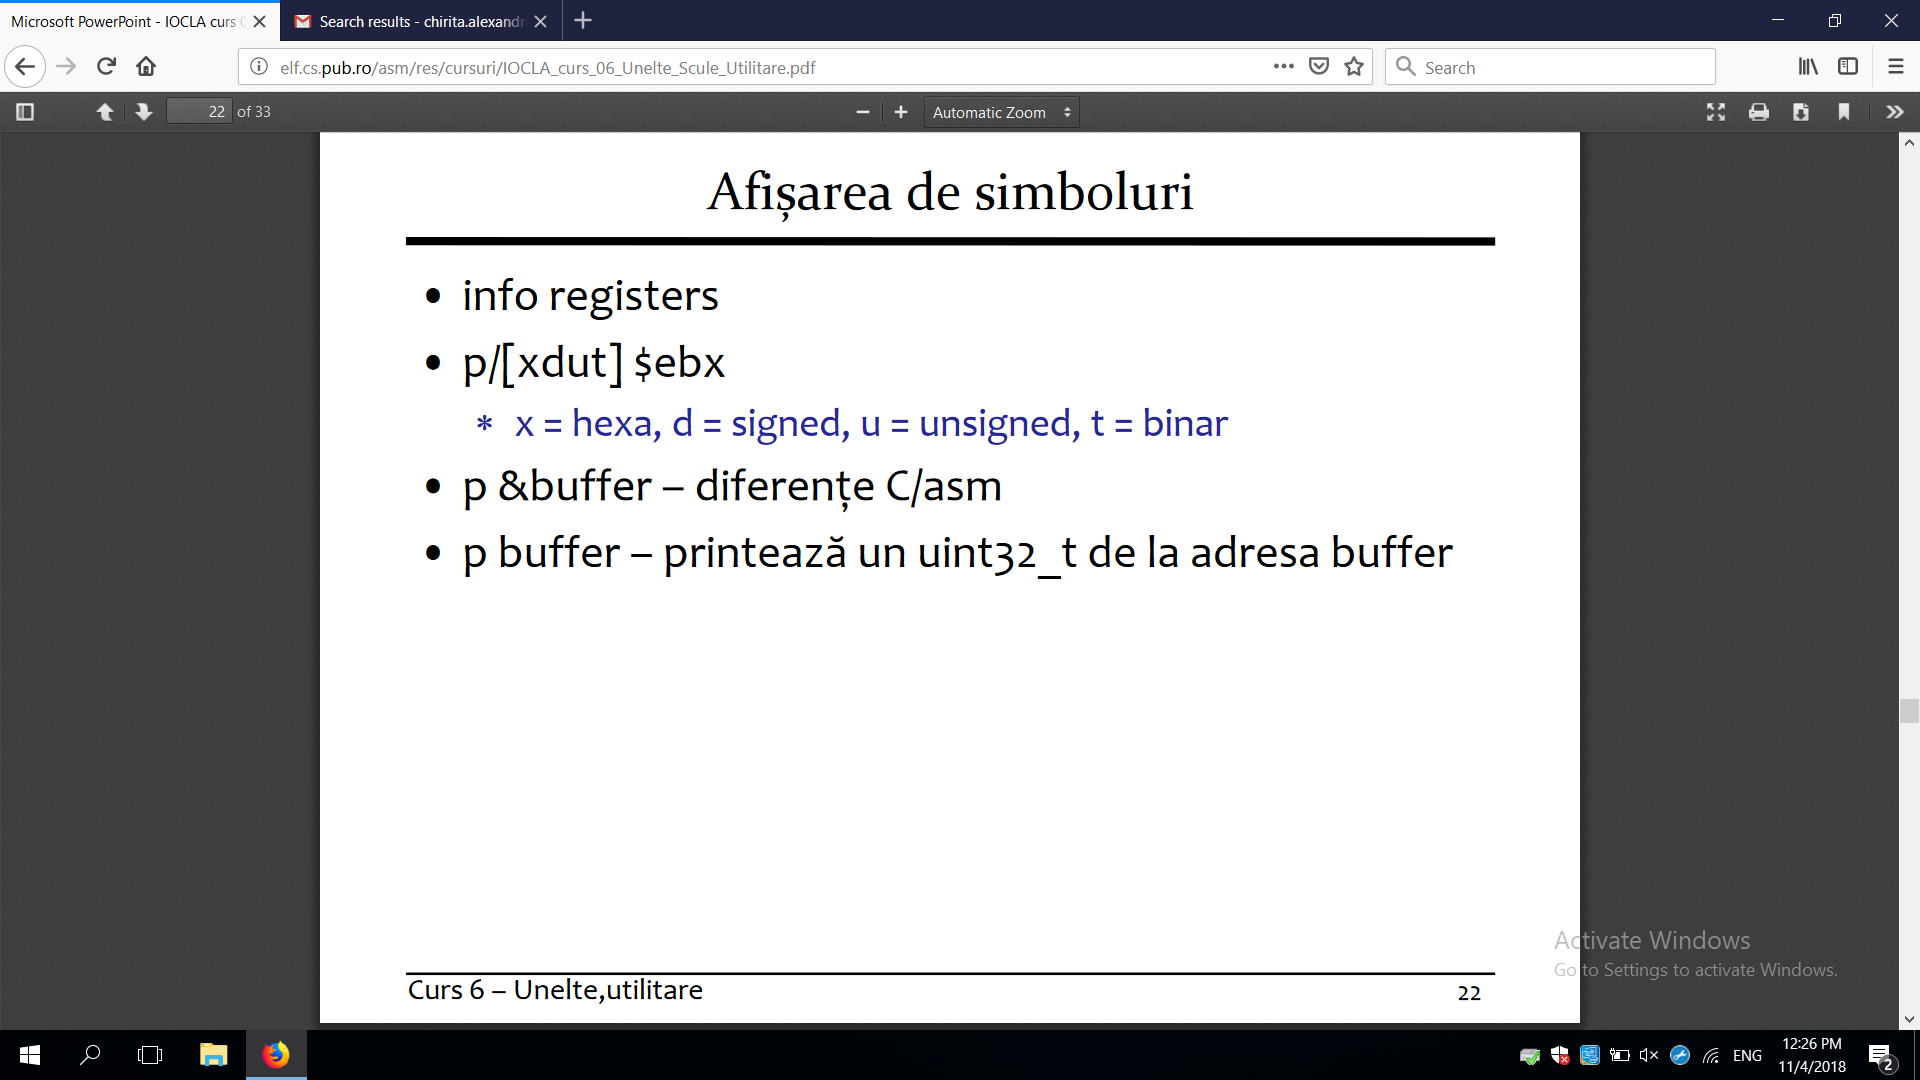 Microsoft PowerPoint - IOCLA curs
Search results - chirita.alexandr
elf.cs.pub.ro/asm/res/cursuri/IOCLA_curs_06_Unelte_Scule_Utilitare.pdf
Search
22 of 33
Automatic Zoom
Afișarea de simboluri
• info registers
• p/[xdut] $ebx
* x = hexa, d = signed, u = unsigned, t = binar
• p &buffer – diferențe C/asm
• p buffer – printează un uint32_t de la adresa buffer
Activate Windows
Go to Settings to activate Windows.
Curs 6 – Unelte,utilitare
22
ENG
12:26 PM
11/4/2018
2